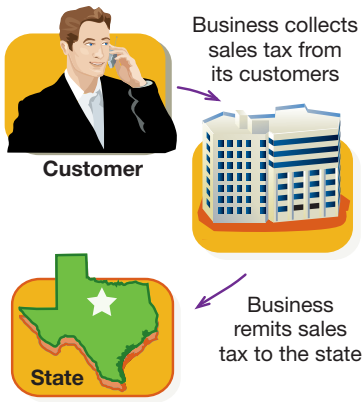 Business collects
sales tax from
its customers
Customer
Business
remits sales
tax to the state
State